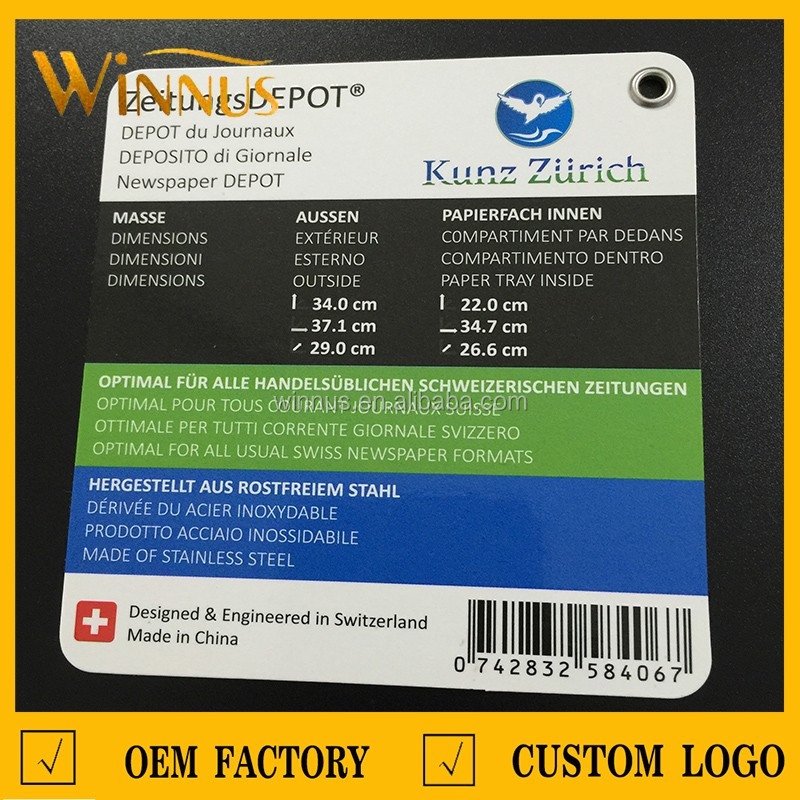 WiNNUS
ZeitungsDEPOT®
DEPOT du Journaux
DEPOSITO di Giornale
Newspaper DEPOT
Kunz Zürich
MASSE AUSSEN PAPIERFACH INNEN
DIMENSIONS EXTÉRIEUR COMPARTIMENT PAR DEDANS
DIMENSIONI ESTERNO COMPARTIMENTO DENTRO
DIMENSIONS OUTSIDE PAPER TRAY INSIDE
34.0 cm 22.0 cm
37.1 cm 34.7 cm
29.0 cm 26.6 cm
OPTIMAL FÜR ALLE HANDELSÜBLICHEN SCHWEIZERISCHEN ZEITUNGEN
winnus.en.alibaba.com
OPTIMAL POUR TOUS COURANT JOURNAUX SUISSE
OTTIMALE PER TUTTI CORRENTE GIORNALE SVIZZERO
OPTIMAL FOR ALL USUAL SWISS NEWSPAPER FORMATS
HERGESTELLT AUS ROSTFREIEM STAHL
DÉRIVÉE DU ACIER INOXYDABLE
PRODOTTO ACCIAIO INOSSIDABILE
MADE OF STAINLESS STEEL
Designed & Engineered in Switzerland
Made in China
0 742832 584067
OEM FACTORY CUSTOM LOGO